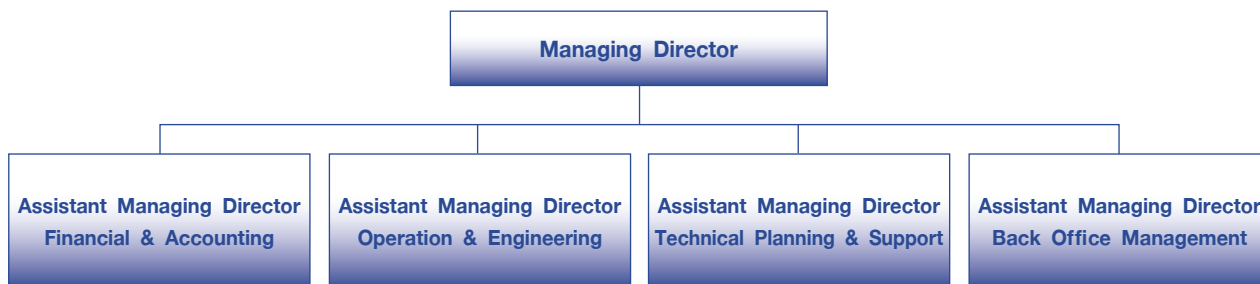 Managing Director
Assistant Managing Director
Financial & Accounting
Assistant Managing Director
Operation & Engineering
Assistant Managing Director
Technical Planning & Support
Assistant Managing Director
Back Office Management